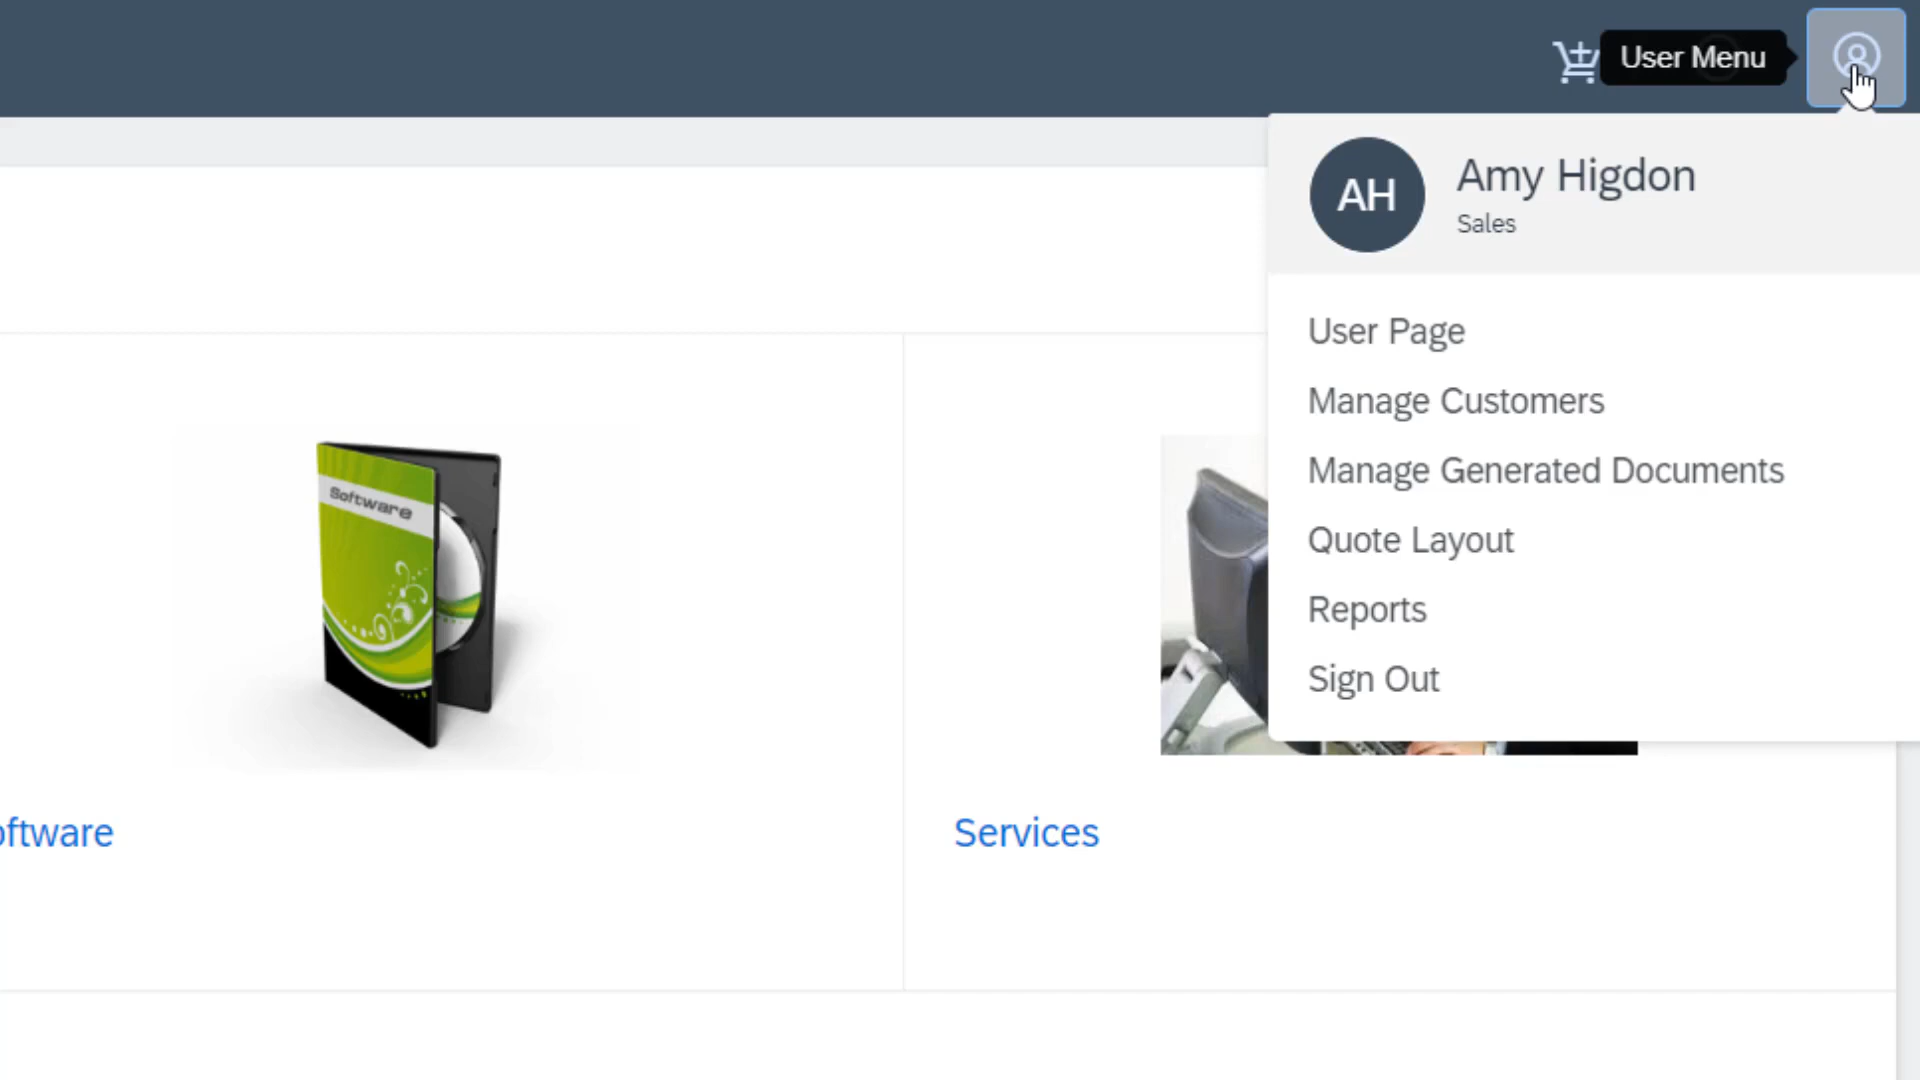 User Menu
AH
Amy Higdon
Sales
User Page
Manage Customers
Manage Generated Documents
Quote Layout
Reports
Sign Out
Software
oftware
Services